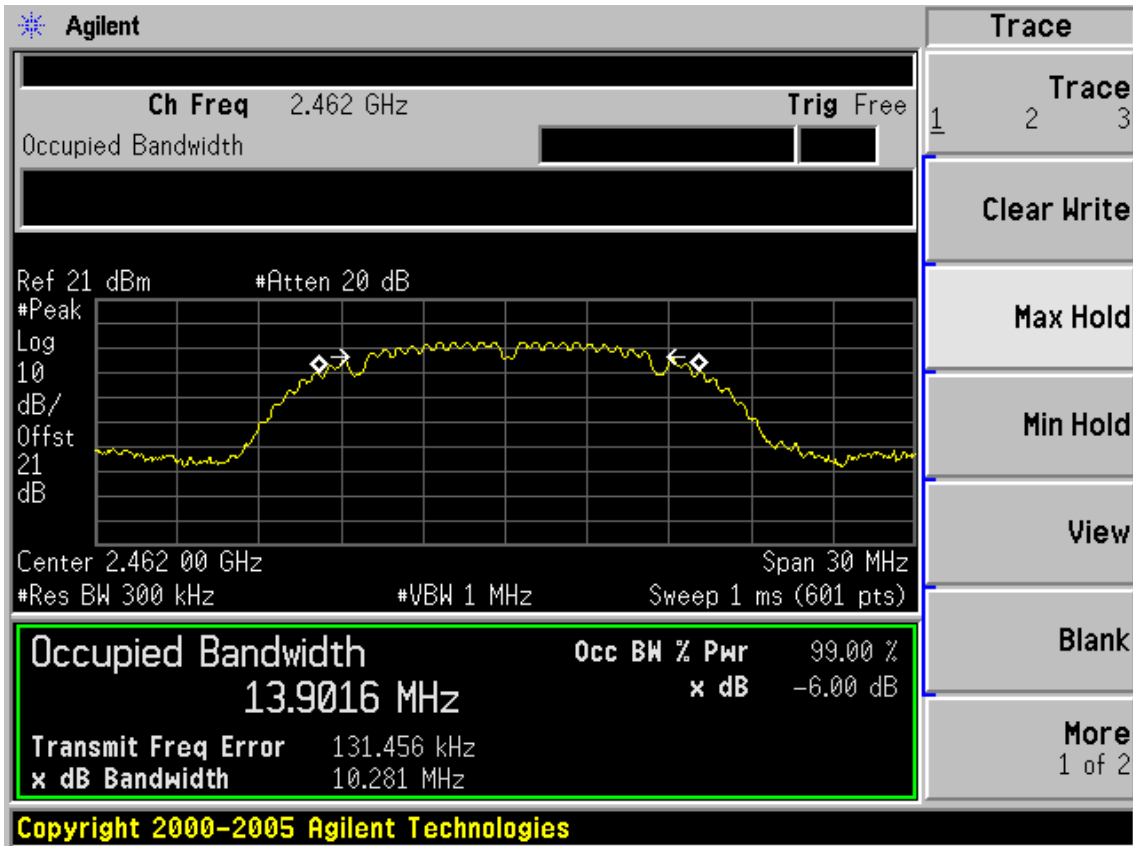 Agilent
Trace
Ch Freq 2.462 GHz Trig Free
Occupied Bandwidth
Ref 21 dBm #Atten 20 dB
#Peak
Log
10
dB/
Offst
21
dB
Center 2.462 00 GHz Span 30 MHz
#Res BW 300 kHz #VBW 1 MHz Sweep 1 ms (601 pts)
Occupied Bandwidth Occ BW % Pwr 99.00 %
13.9016 MHz x dB -6.00 dB
Transmit Freq Error 131.456 kHz
x dB Bandwidth 10.281 MHz
Trace
1 2 3
Clear Write
Max Hold
Min Hold
View
Blank
More
1 of 2
Copyright 2000-2005 Agilent Technologies